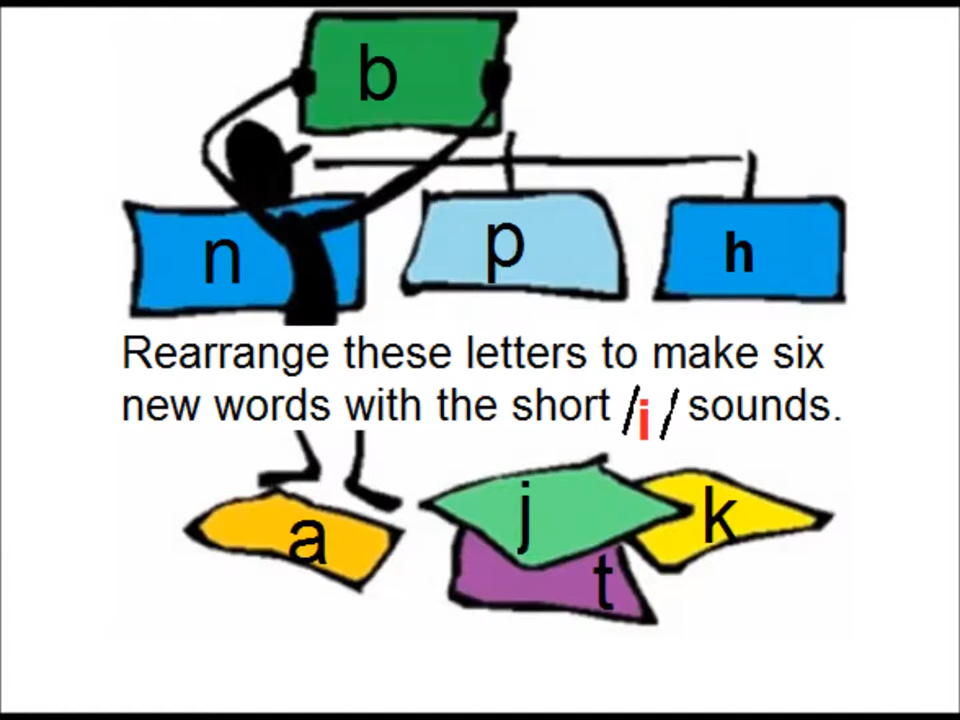 b
n p h
Rearrange these letters to make six
new words with the short /i/ sounds.
a j k
t